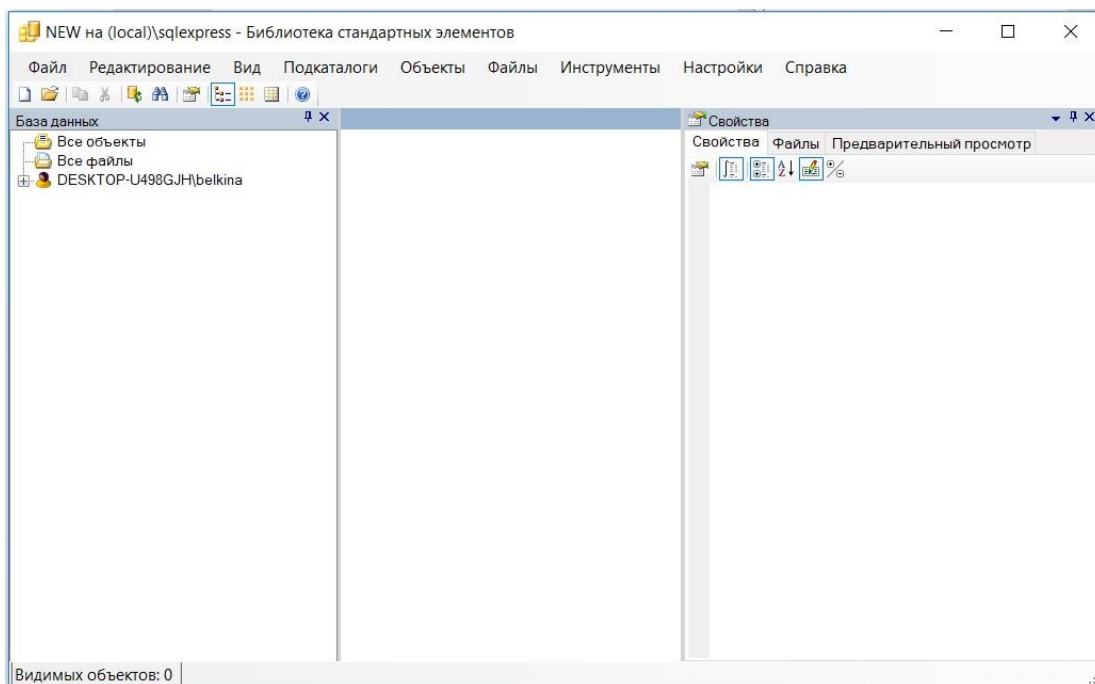 NEW на (local)\sqlexpress - Библиотека стандартных элементов
Файл Редактирование Вид Подкаталоги Объекты Файлы Инструменты Настройки Справка
База данных
Свойства
Все объекты
Все файлы
DESKTOP-U498GJH\belkina
Свойства Файлы Предварительный просмотр
Видимых объектов: 0